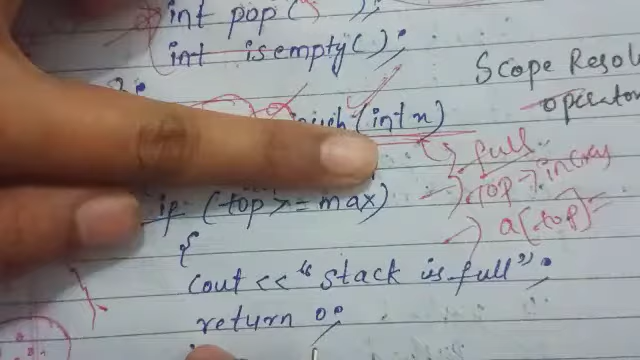 int pop( );
int isempty( );
Scope Resol
operator
push (int x)
full
top → incre
if (top >= max)
a[top] =
{
cout << "stack is full";
return 0;